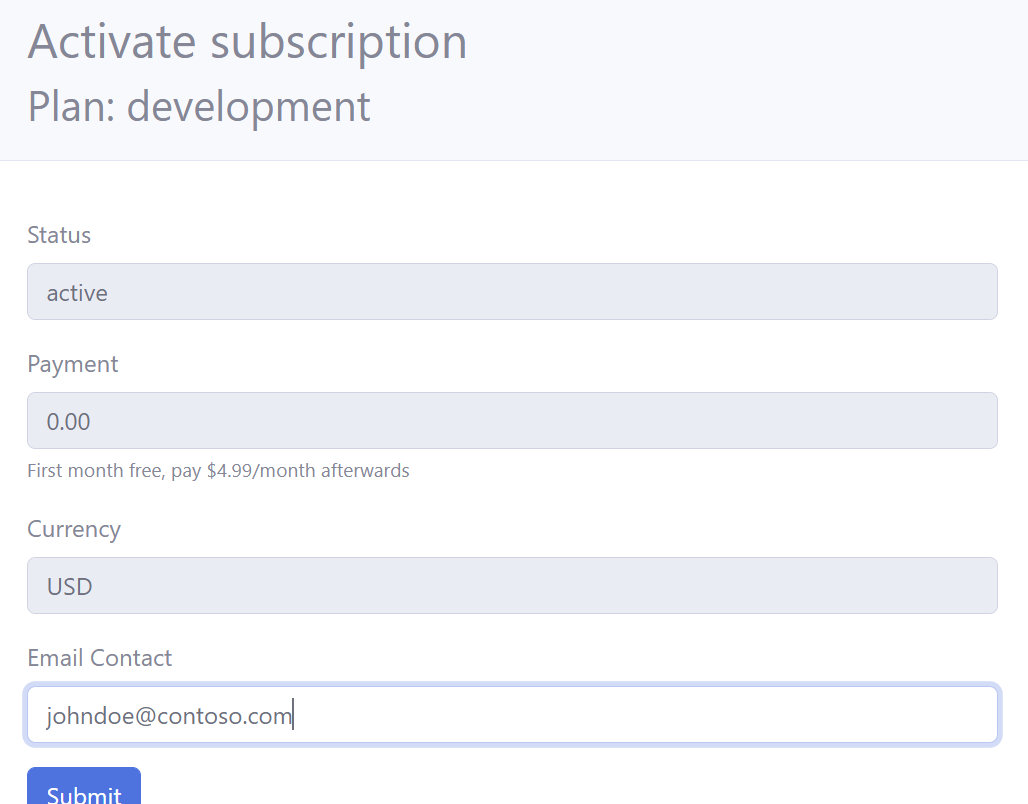 Activate subscription
Plan: development
Status
active
Payment
0.00
First month free, pay $4.99/month afterwards
Currency
USD
Email Contact
johndoe@contoso.com
Submit